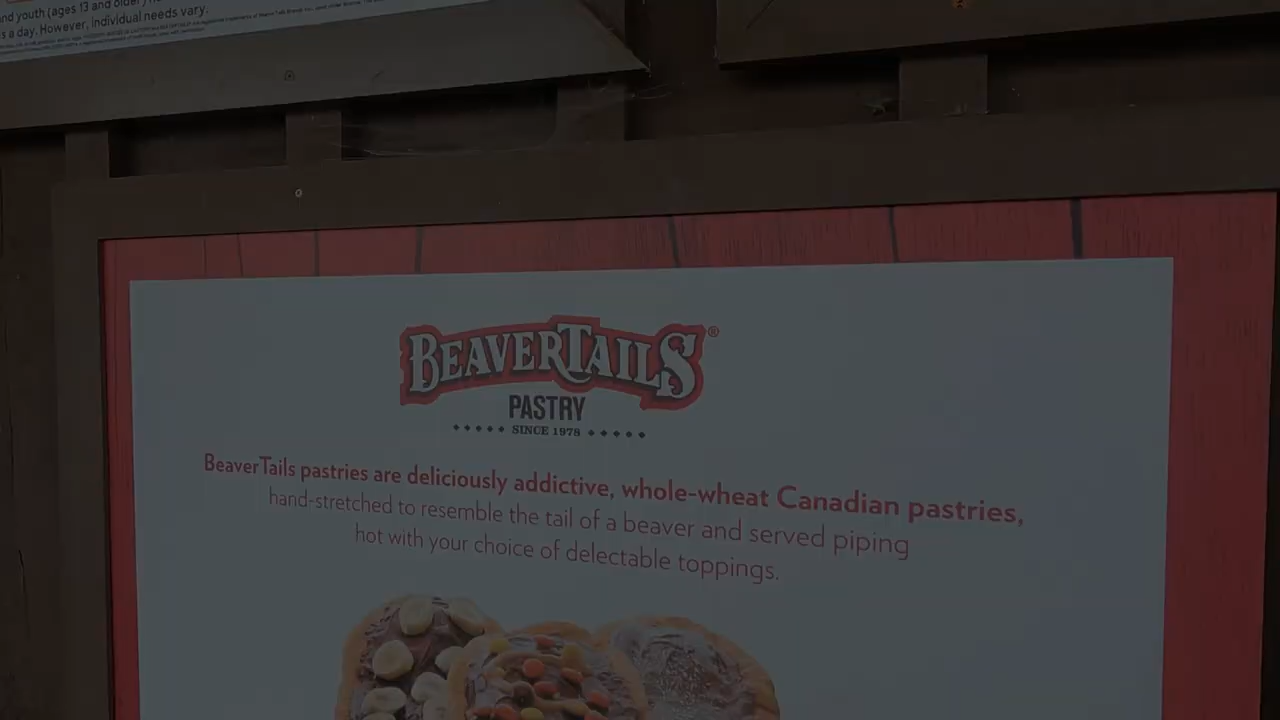 nd youth (ages 13 and older)
s a day. However, individual needs vary.
BEAVERTAILS®
PASTRY
SINCE 1978
BeaverTails pastries are deliciously addictive, whole-wheat Canadian pastries,
hand-stretched to resemble the tail of a beaver and served piping
hot with your choice of delectable toppings.